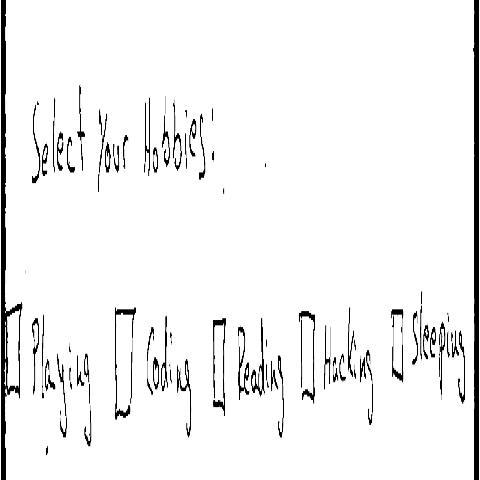 Select Your Hobbies:
☐ Playing ☐ Coding ☐ Reading ☐ Hacking ☐ Sleeping